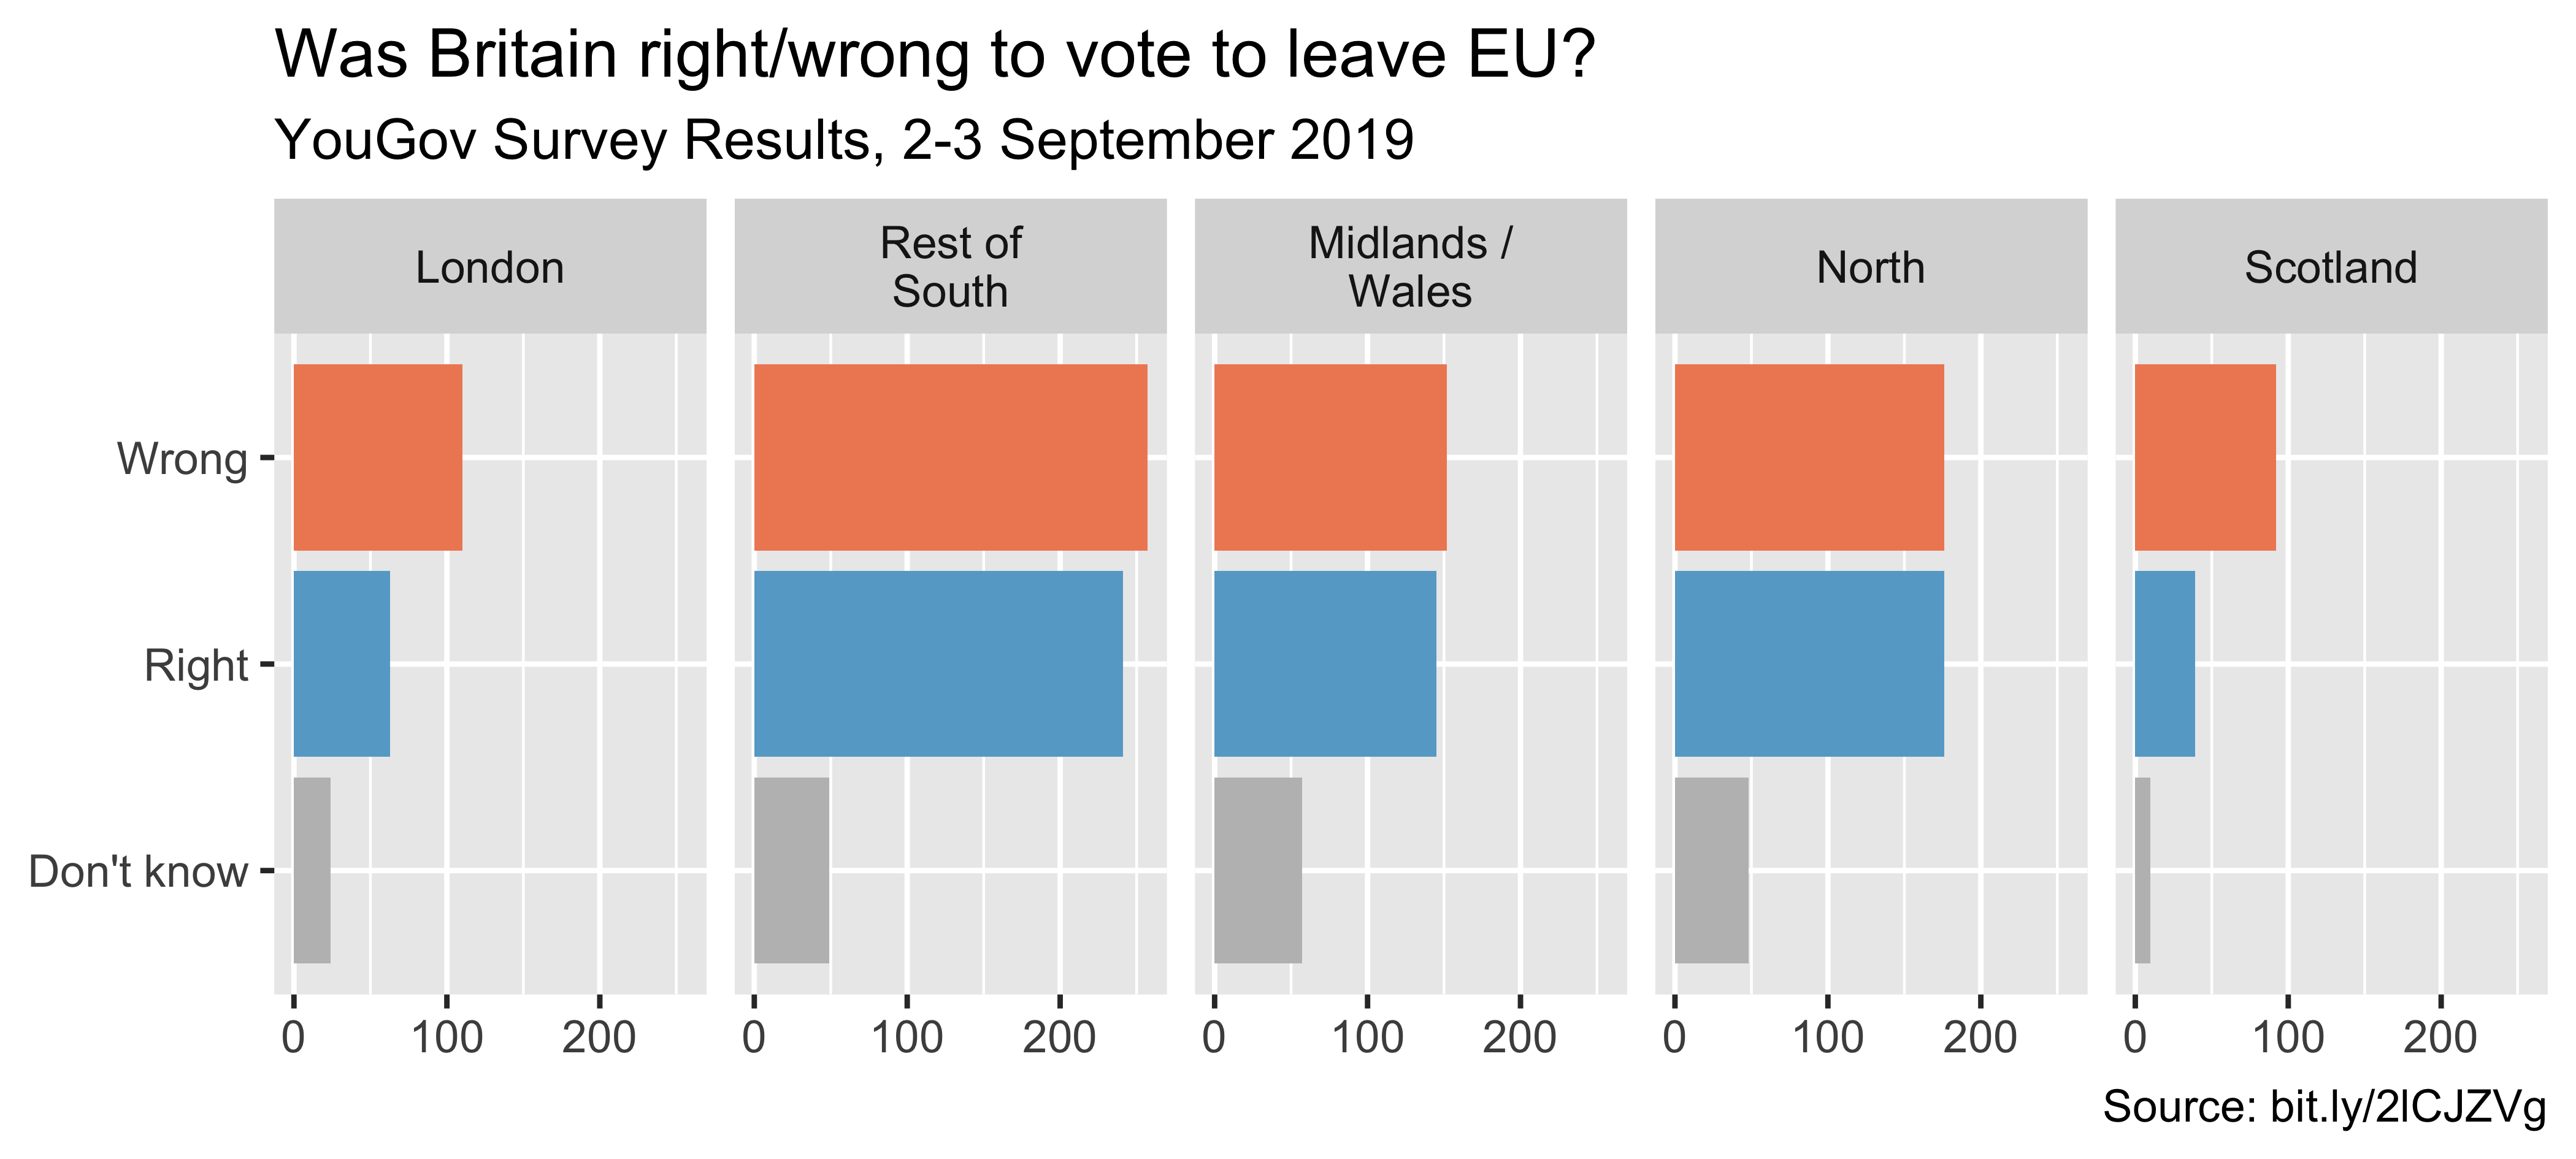 Was Britain right/wrong to vote to leave EU?
YouGov Survey Results, 2-3 September 2019
London
Rest of
South
Midlands /
Wales
North
Scotland
Wrong
Right
Don't know
0 100 200
0 100 200
0 100 200
0 100 200
0 100 200
Source: bit.ly/2lCJZVg